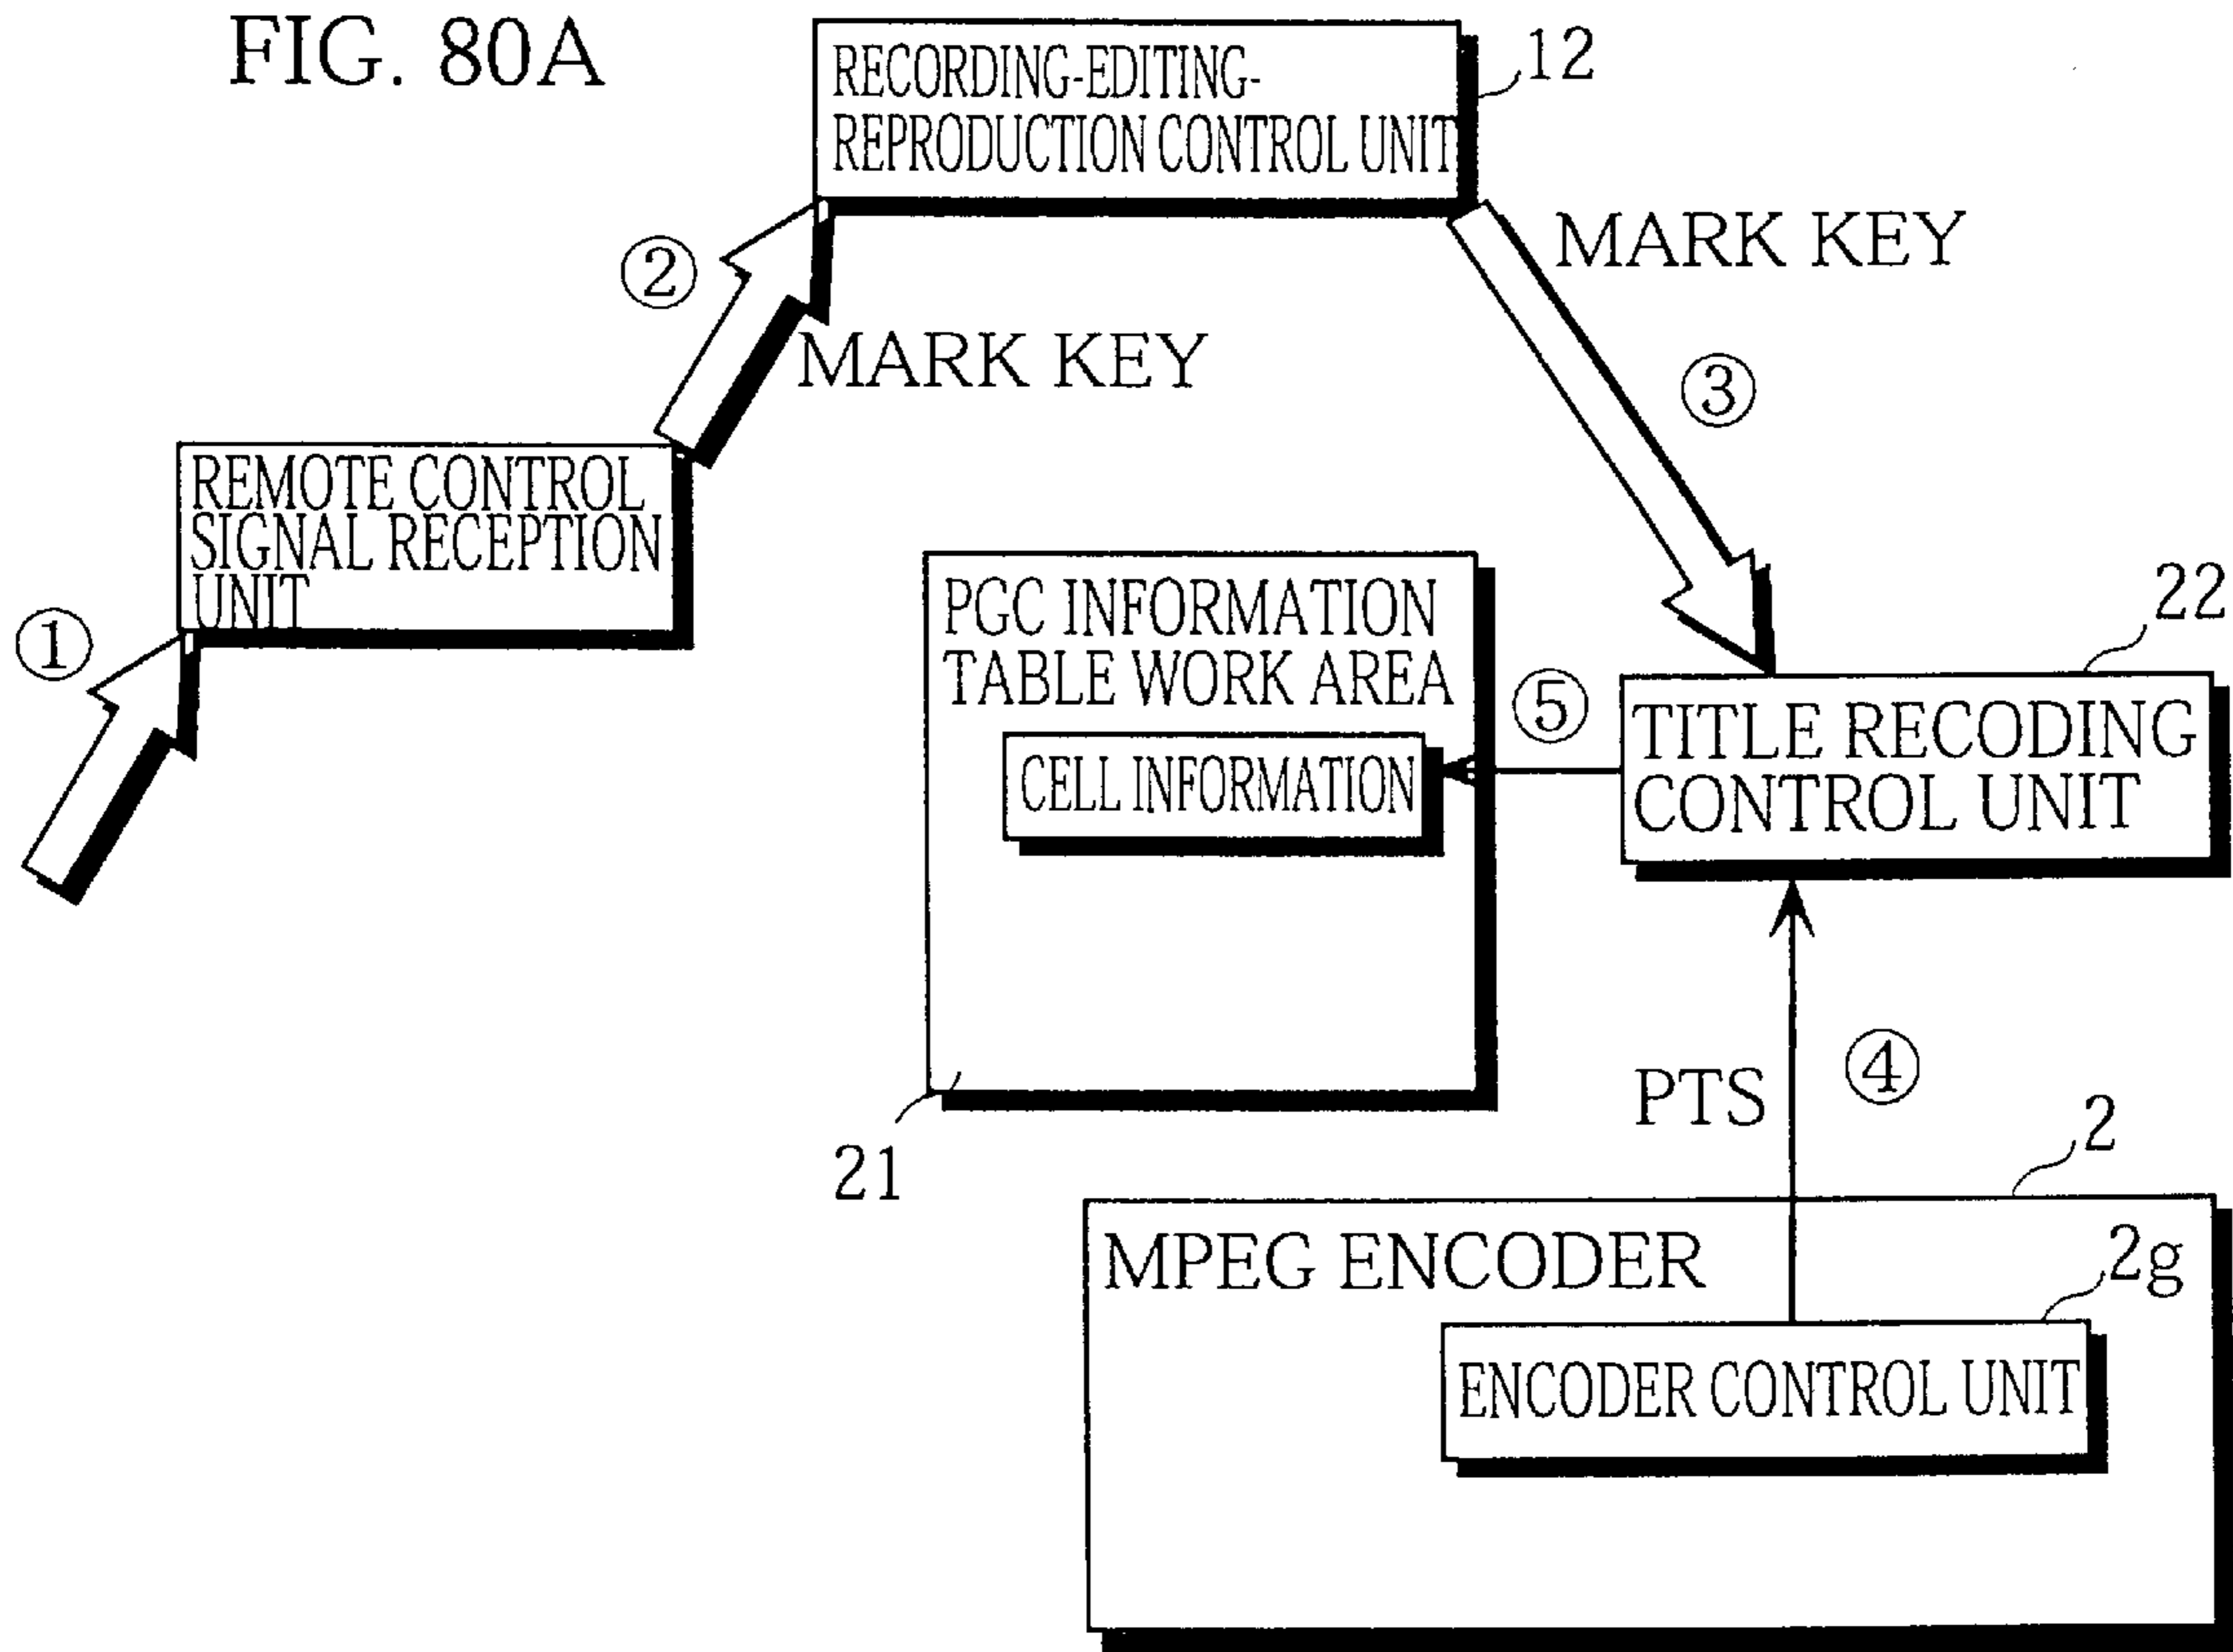 FIG. 80A
RECORDING-EDITING-
REPRODUCTION CONTROL UNIT
12
②
MARK KEY
MARK KEY
③
REMOTE CONTROL
SIGNAL RECEPTION
UNIT
①
PGC INFORMATION
TABLE WORK AREA
CELL INFORMATION
21
⑤
22
TITLE RECODING
CONTROL UNIT
PTS
④
2
MPEG ENCODER
2g
ENCODER CONTROL UNIT